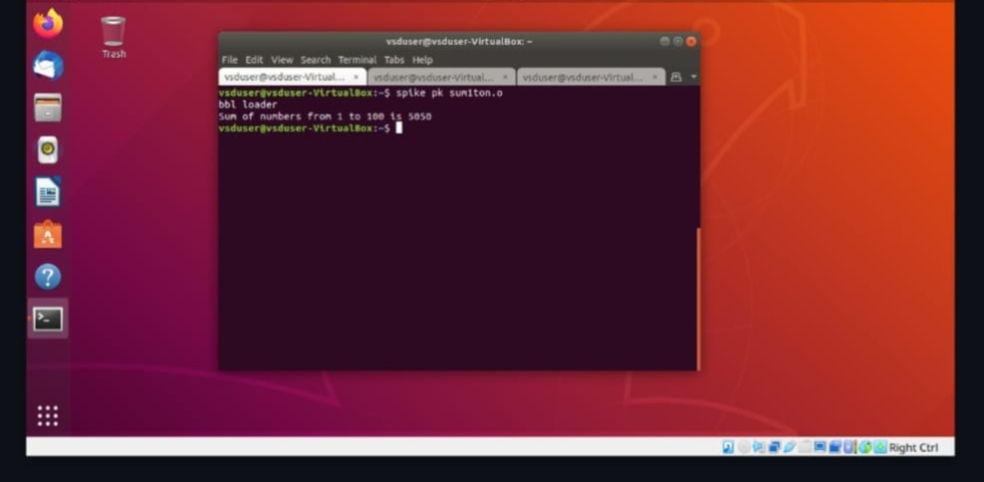 Trash
vsduser@vsduser-VirtualBox: ~
File Edit View Search Terminal Tabs Help
vsduser@vsduser-Virtual... × vsduser@vsduser-Virtual... × vsduser@vsduser-Virtual... ×
vsduser@vsduser-VirtualBox:~$ spike pk sum1ton.o
bbl loader
Sum of numbers from 1 to 100 is 5050
vsduser@vsduser-VirtualBox:~$
Right Ctrl